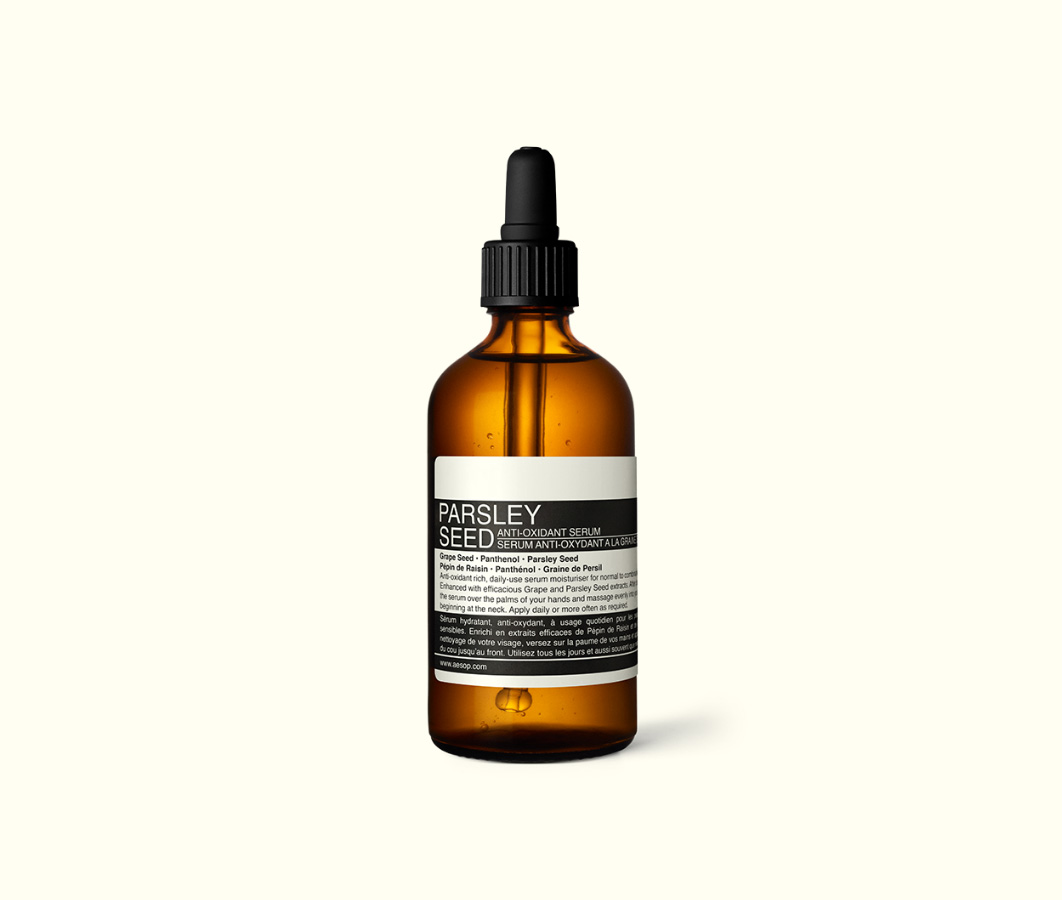 PARSLEY
SEED ANTI-OXIDANT SERUM
SERUM ANTI-OXYDANT A LA GRAINE
Grape Seed • Panthenol • Parsley Seed
Pépin de Raisin • Panthénol • Graine de Persil
Anti-oxidant rich, daily-use serum moisturiser for normal to
Enhanced with efficacious Grape and Parsley Seed extracts.
the serum over the palms of your hands and massage evenly
beginning at the neck. Apply daily or more often as required.
Sérum hydratant, anti-oxydant, à usage quotidien pour les
sensibles. Enrichi en extraits efficaces de Pépin de Raisin et
nettoyage de votre visage, versez sur la paume de vos mains
du cou jusqu'au front. Utilisez tous les jours et aussi souvent
www.aesop.com